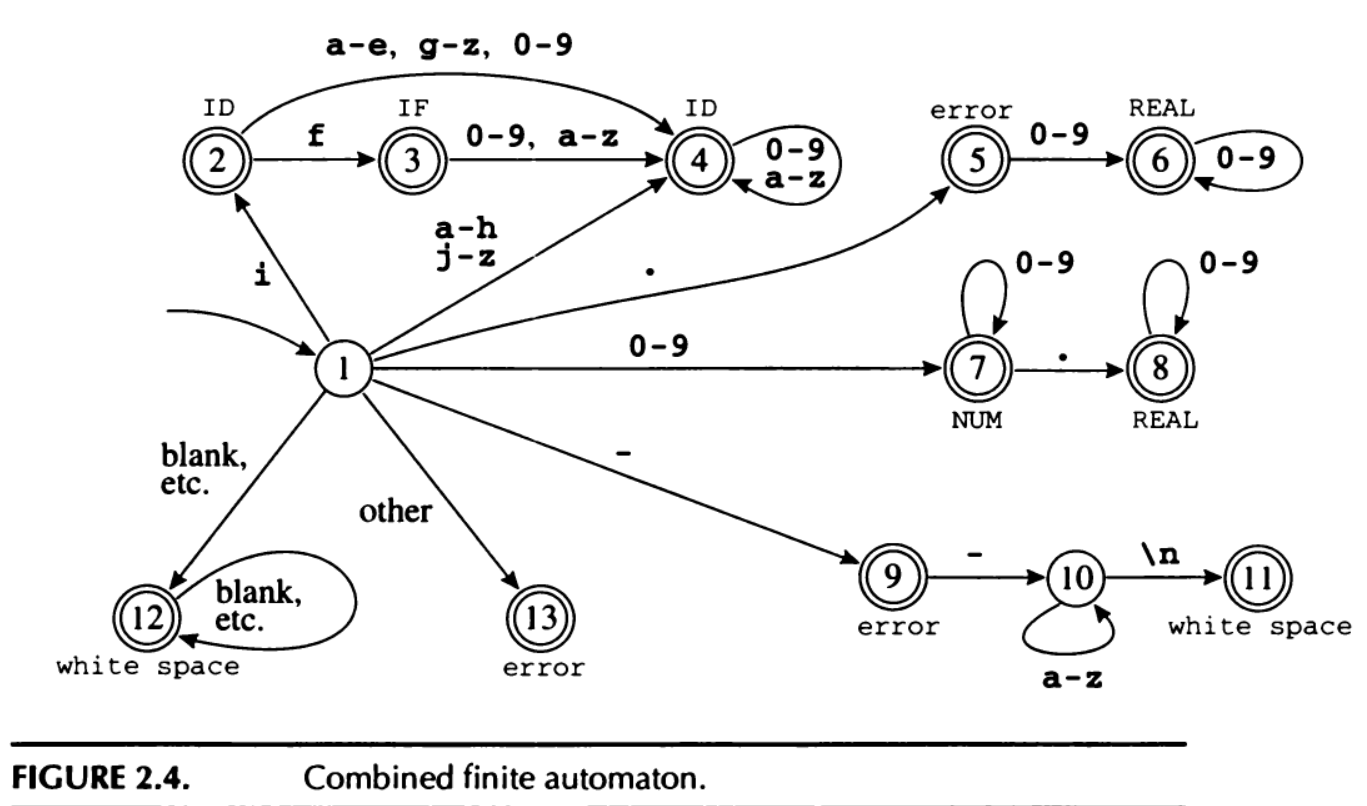 a-e, g-z, 0-9
ID IF ID error REAL
f 0-9, a-z 0-9 0-9
2 3 4 0-9 5 6
a-z
a-h
j-z
i .
0-9 0-9
0-9
1 7 . 8
NUM REAL
blank,
etc.
-
other
- \n
9 10 11
blank,
etc.
12 13
error white space
white space error
a-z
FIGURE 2.4. Combined finite automaton.